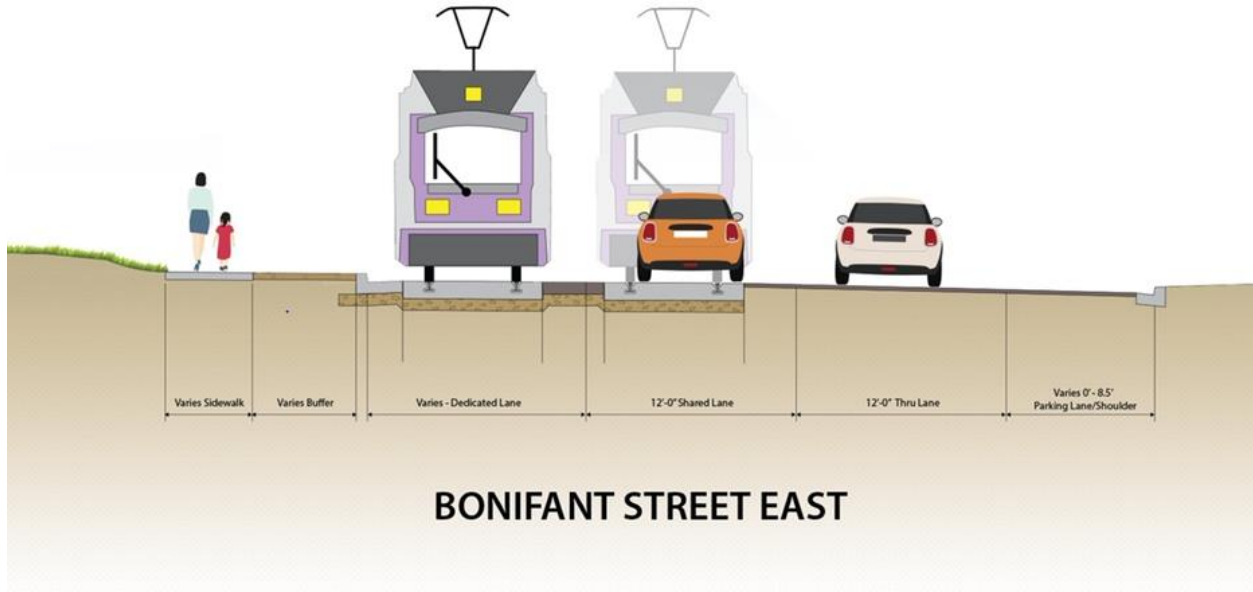 Varies Sidewalk
Varies Buffer
Varies - Dedicated Lane
12'-0" Shared Lane
12'-0" Thru Lane
Varies 0' - 8.5'
Parking Lane/Shoulder
BONIFANT STREET EAST